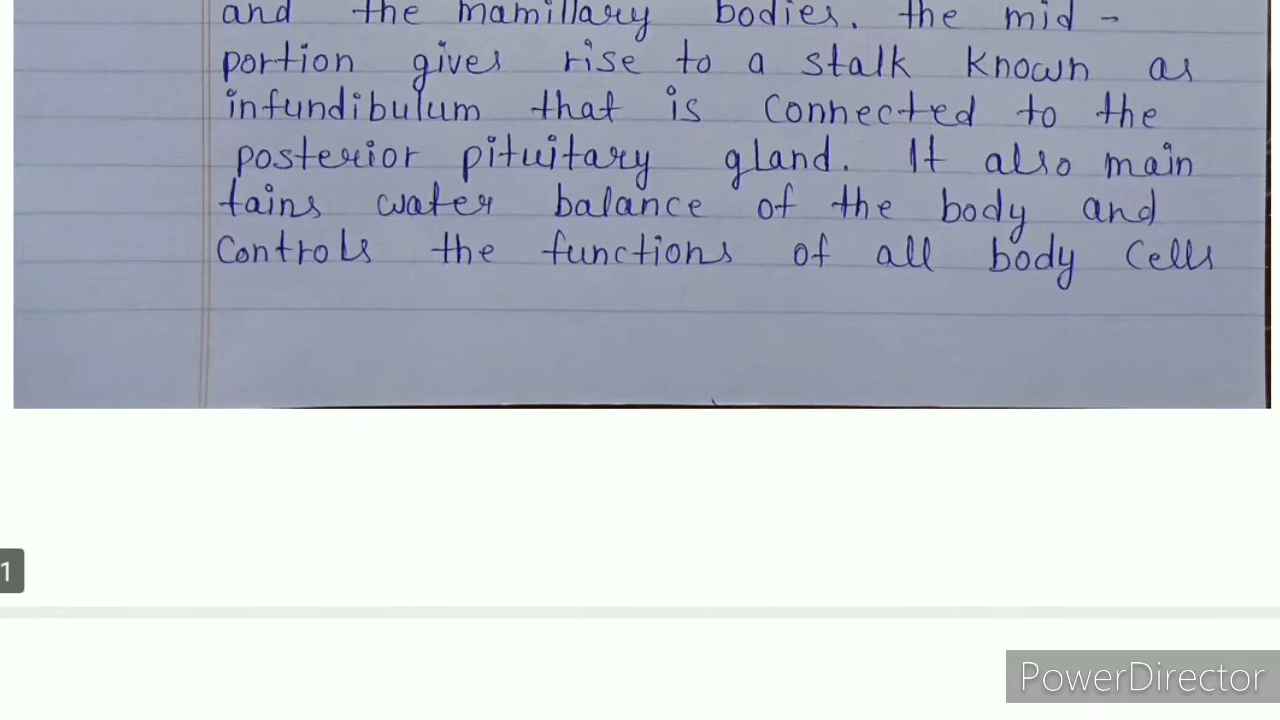 and the mamillary bodies. the mid -
portion gives rise to a stalk known as
infundibulum that is connected to the
posterior pituitary gland. It also main
tains water balance of the body and
controls the functions of all body cells
1
PowerDirector